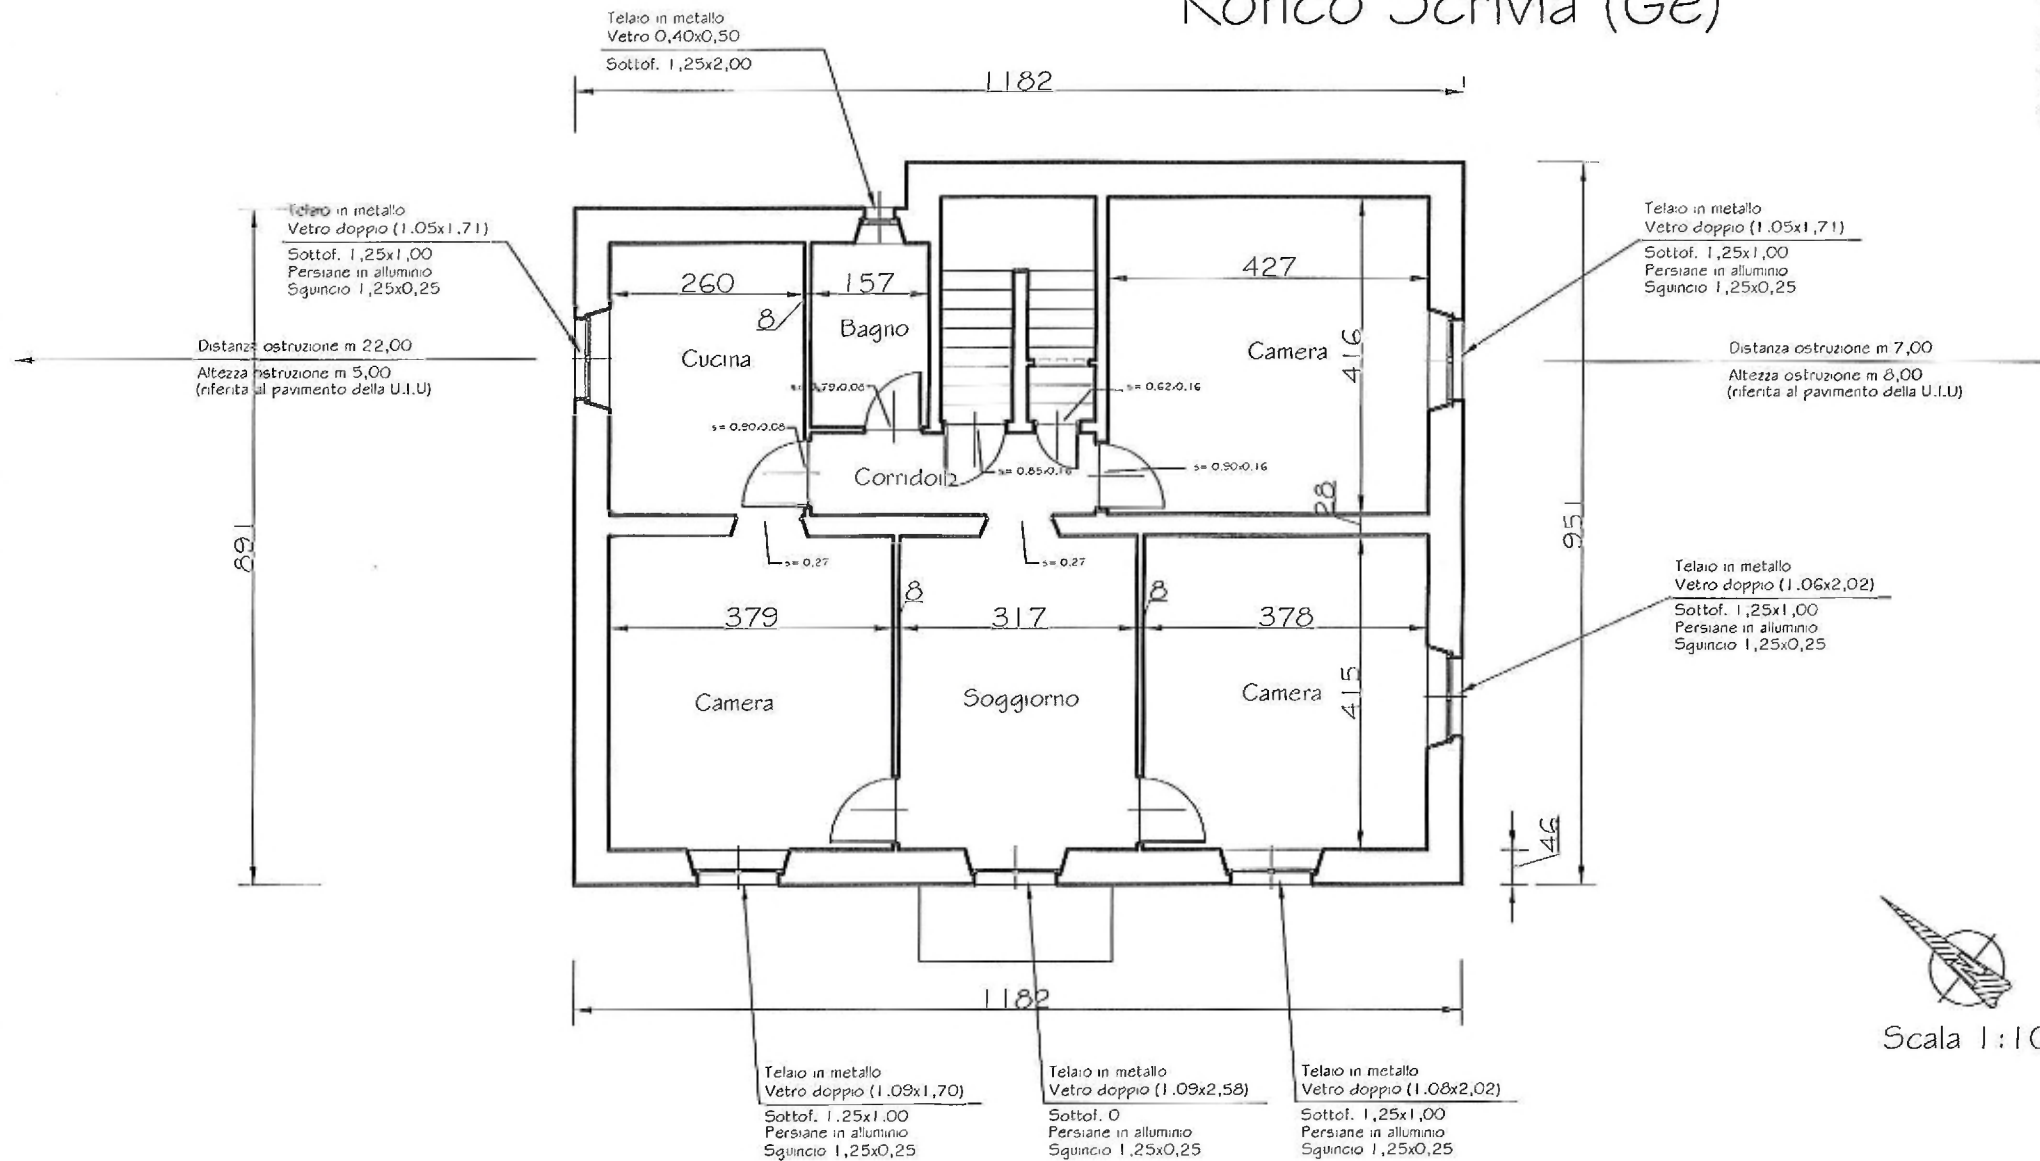 Ronco Scrivia (Ge)
Telaio in metallo
Vetro 0,40x0,50
Sottof. 1,25x2,00
1182
Telaio in metallo
Vetro doppio (1.05x1.71)
Sottof. 1,25x1,00
Persiane in alluminio
Sguincio 1,25x0,25
Telaio in metallo
Vetro doppio (1.05x1,71)
Sottof. 1,25x1,00
Persiane in alluminio
Sguincio 1,25x0,25
260
157
427
8
Bagno
Cucina
Camera
416
Distanza ostruzione m 22,00
Altezza ostruzione m 5,00
(riferita al pavimento della U.I.U)
Distanza ostruzione m 7,00
Altezza ostruzione m 8,00
(riferita al pavimento della U.I.U)
s= 0.79x0.08
s= 0.62x0.16
s= 0.90x0.08
Corridoio
s= 0.85x0.16
s= 0.90x0.16
28
891
951
s= 0.27
s= 0.27
Telaio in metallo
Vetro doppio (1.06x2,02)
Sottof. 1,25x1,00
Persiane in alluminio
Sguincio 1,25x0,25
8
8
379
317
378
Camera
Soggiorno
Camera
415
46
1182
Scala 1:10
Telaio in metallo
Vetro doppio (1.09x1,70)
Sottof. 1.25x1.00
Persiane in alluminio
Sguincio 1,25x0,25
Telaio in metallo
Vetro doppio (1.09x2,58)
Sottof. 0
Persiane in alluminio
Sguincio 1,25x0,25
Telaio in metallo
Vetro doppio (1.08x2,02)
Sottof. 1,25x1,00
Persiane in alluminio
Sguincio 1,25x0,25